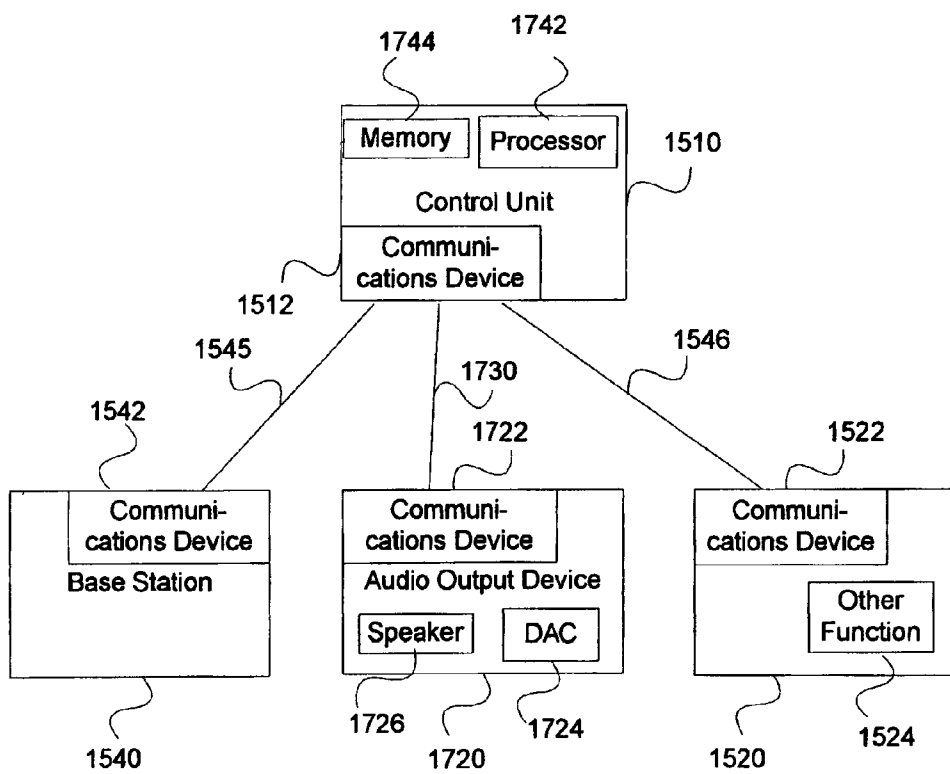 1744
1742
Memory
Processor
1510
Control Unit
Communi-
cations Device
1512
1545
1730
1546
1542
1722
1522
Communi-
cations Device
Base Station
Communi-
cations Device
Audio Output Device
Speaker
DAC
Communi-
cations Device
Other
Function
1540
1726
1720
1724
1520
1524